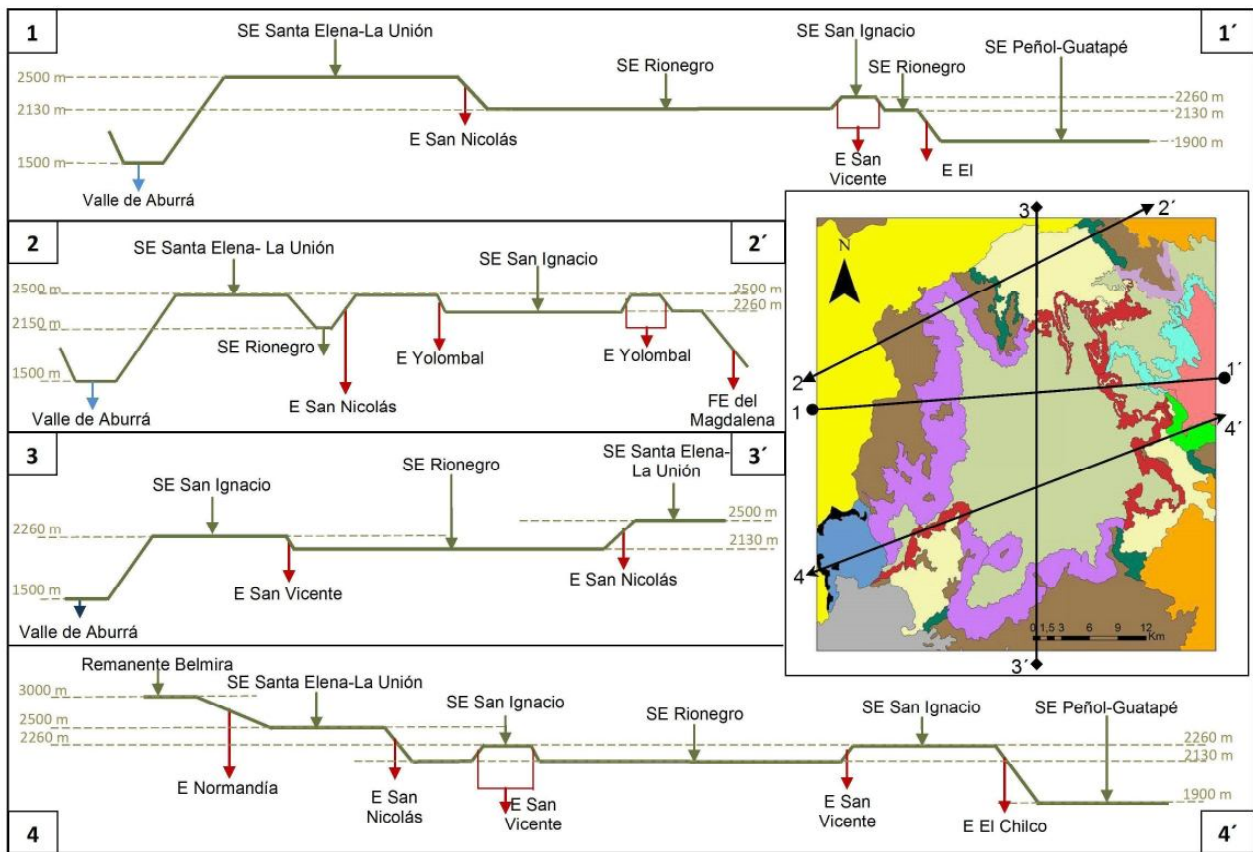 1
1´
SE Santa Elena-La Unión
SE San Ignacio
SE Peñol-Guatapé
SE Rionegro
SE Rionegro
2500 m
2130 m
1500 m
2260 m
2130 m
1900 m
E San Nicolás
E San
Vicente
E El
Valle de Aburrá
2
2´
SE Santa Elena- La Unión
SE San Ignacio
2500 m
2150 m
1500 m
2500 m
2260 m
SE Rionegro
E Yolombal
E Yolombal
E San Nicolás
FE del
Magdalena
Valle de Aburrá
3
3´
SE San Ignacio
SE Rionegro
SE Santa Elena-
La Unión
2260 m
1500 m
2500 m
2130 m
E San Vicente
E San Nicolás
Valle de Aburrá
3
2´
N
2
1
1´
4´
4
0 1,5 3 6 9 12
Km
3´
Remanente Belmira
SE Santa Elena-La Unión
SE San Ignacio
SE Rionegro
SE San Ignacio
SE Peñol-Guatapé
3000 m
2500 m
2260 m
2260 m
2130 m
1900 m
E Normandía
E San
Nicolás
E San
Vicente
E San
Vicente
E El Chilco
4
4´